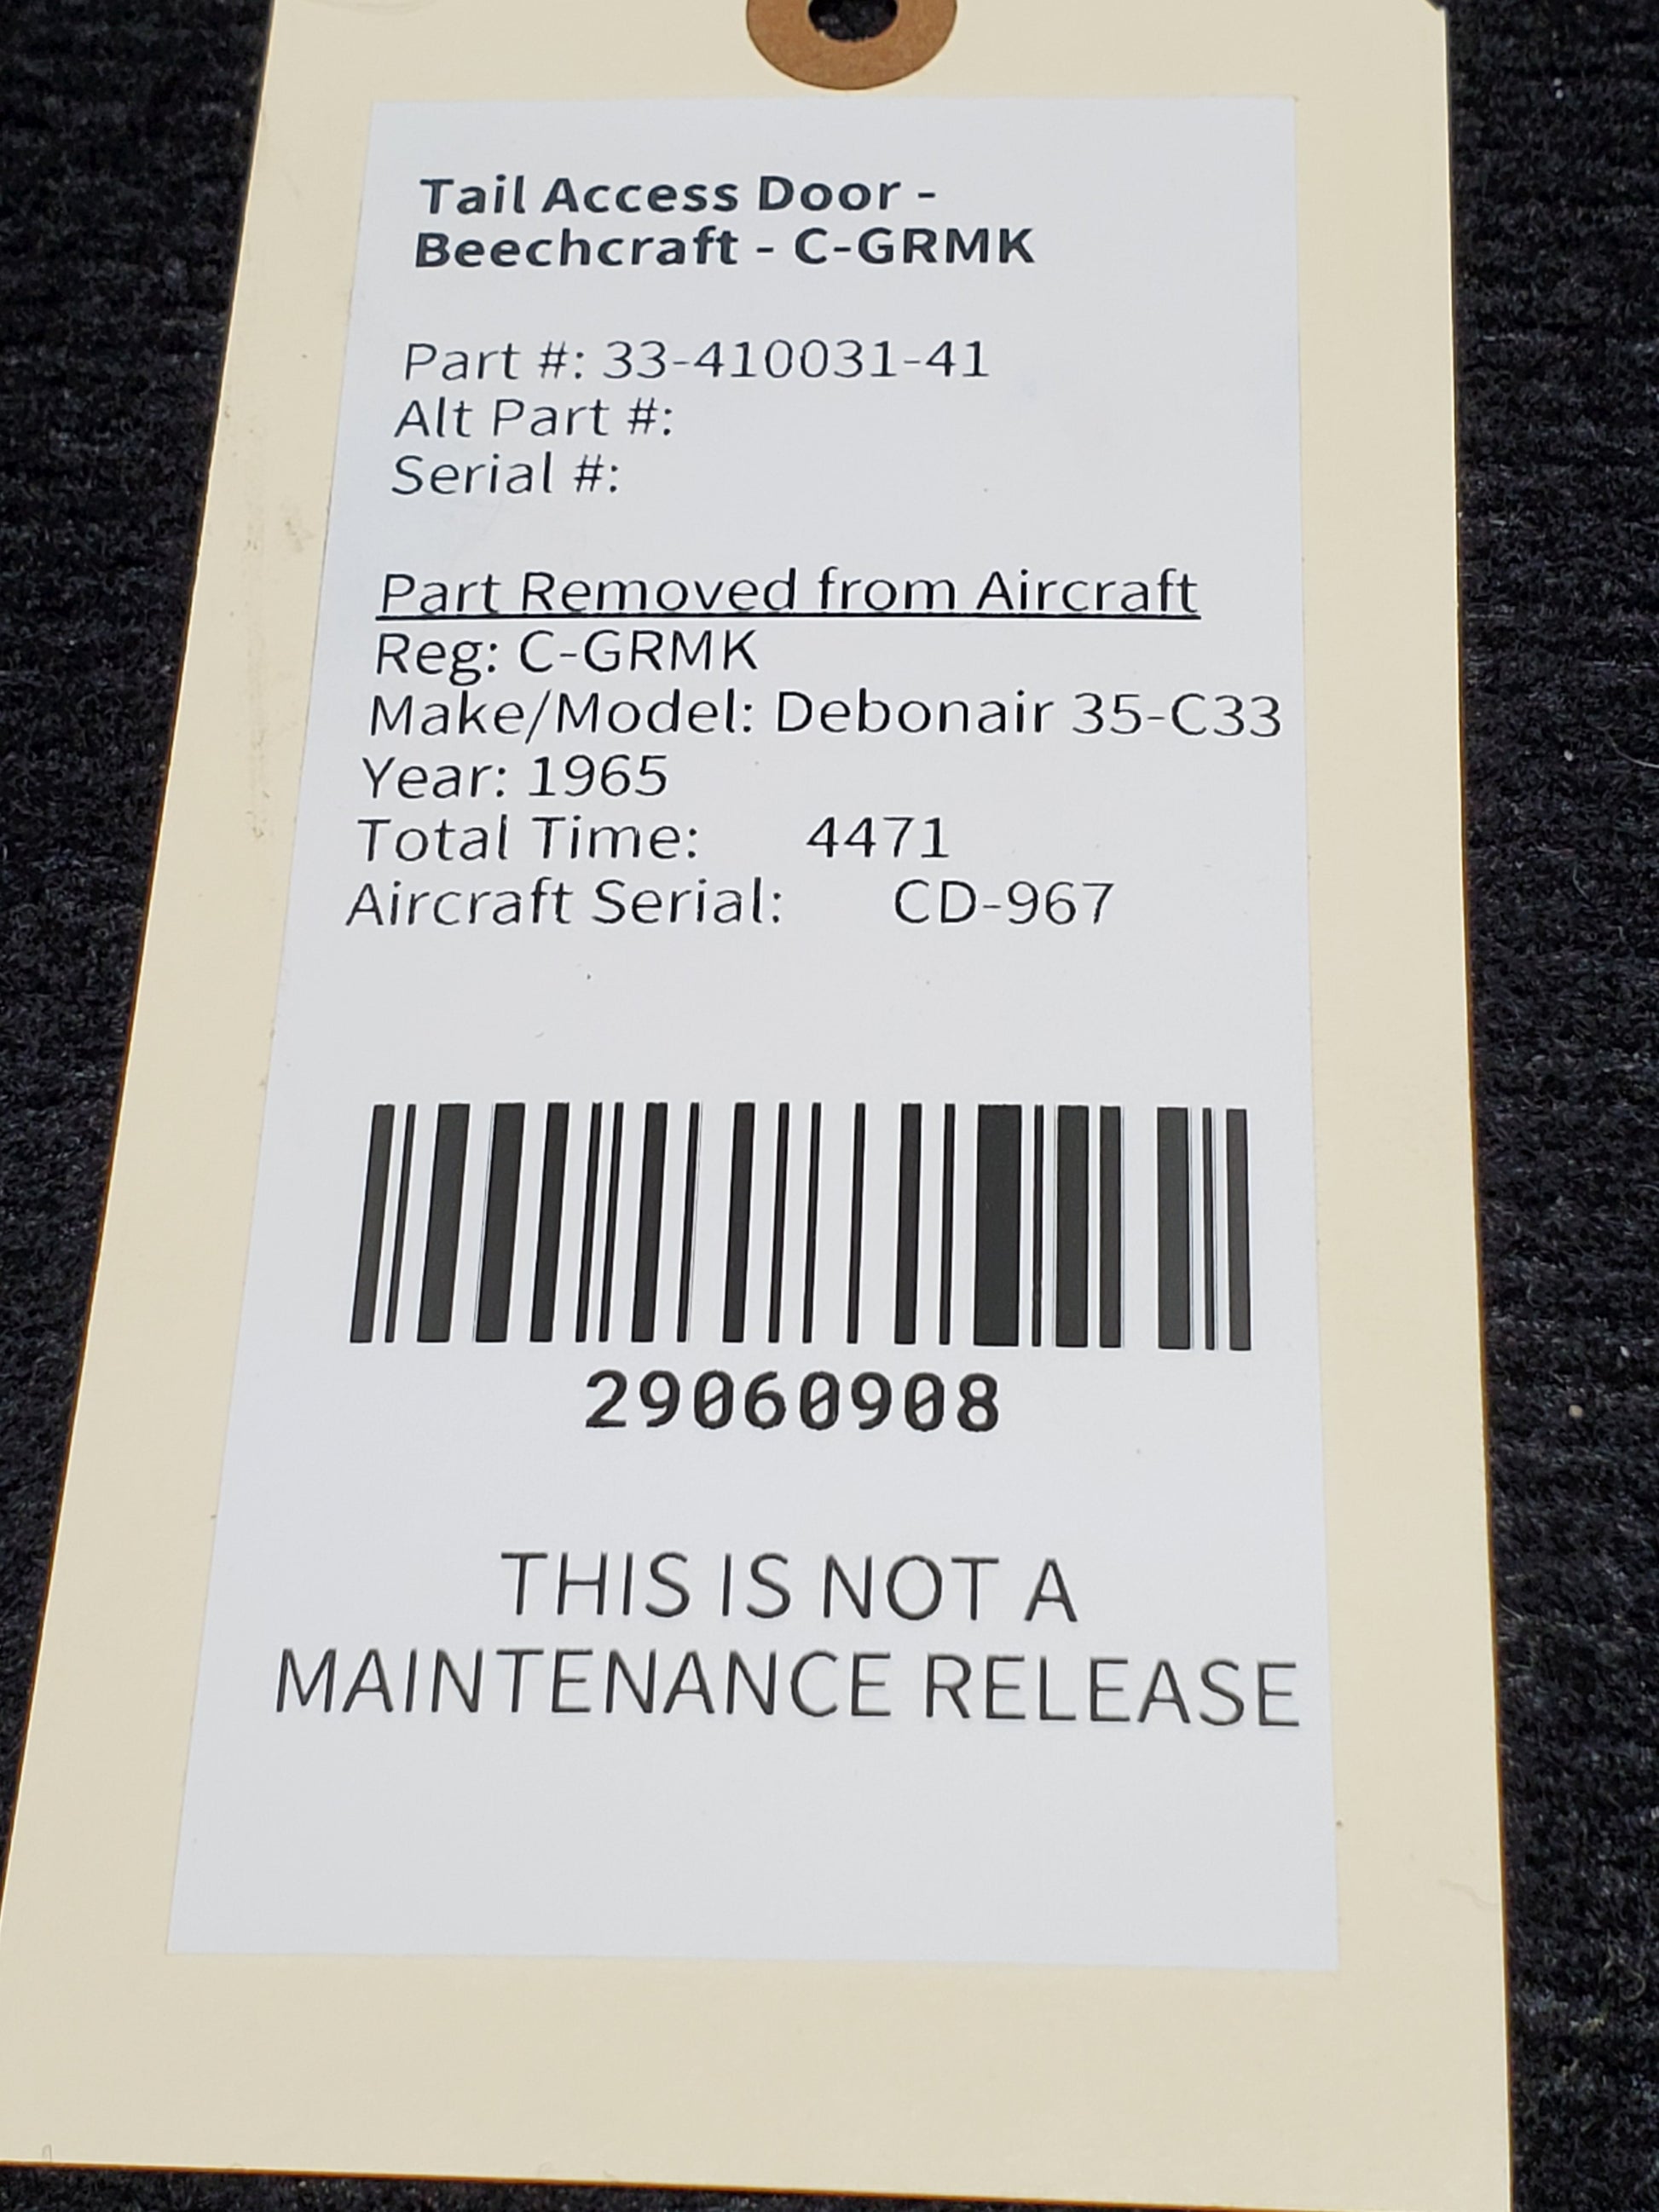 Tail Access Door -
Beechcraft - C-GRMK
Part #: 33-410031-41
Alt Part #:
Serial #:
Part Removed from Aircraft
Reg: C-GRMK
Make/Model: Debonair 35-C33
Year: 1965
Total Time: 4471
Aircraft Serial: CD-967
29060908
THIS IS NOT A
MAINTENANCE RELEASE